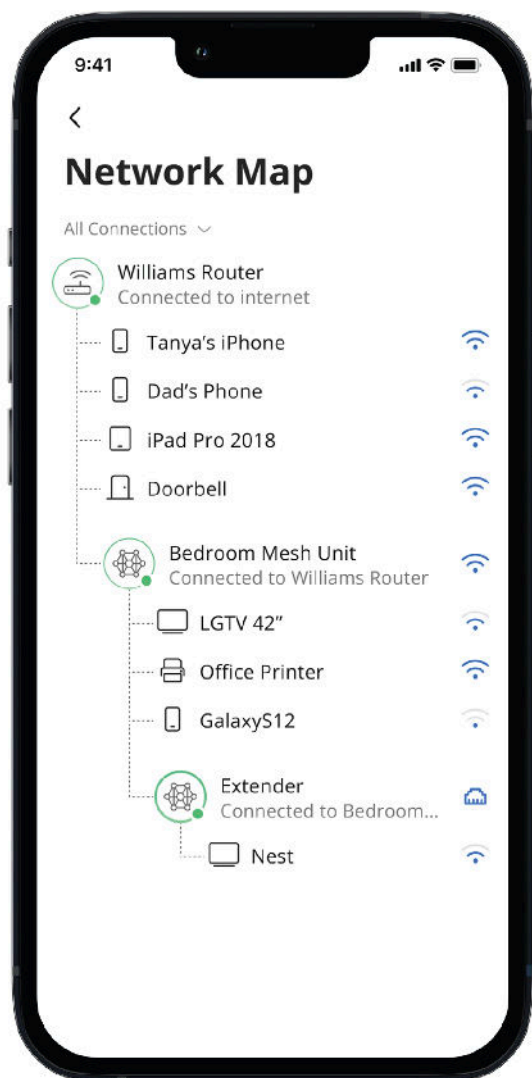 9:41
Network Map
All Connections
Williams Router
Connected to internet
Tanya’s iPhone
Dad’s Phone
iPad Pro 2018
Doorbell
Bedroom Mesh Unit
Connected to Williams Router
LGTV 42”
Office Printer
GalaxyS12
Extender
Connected to Bedroom...
Nest